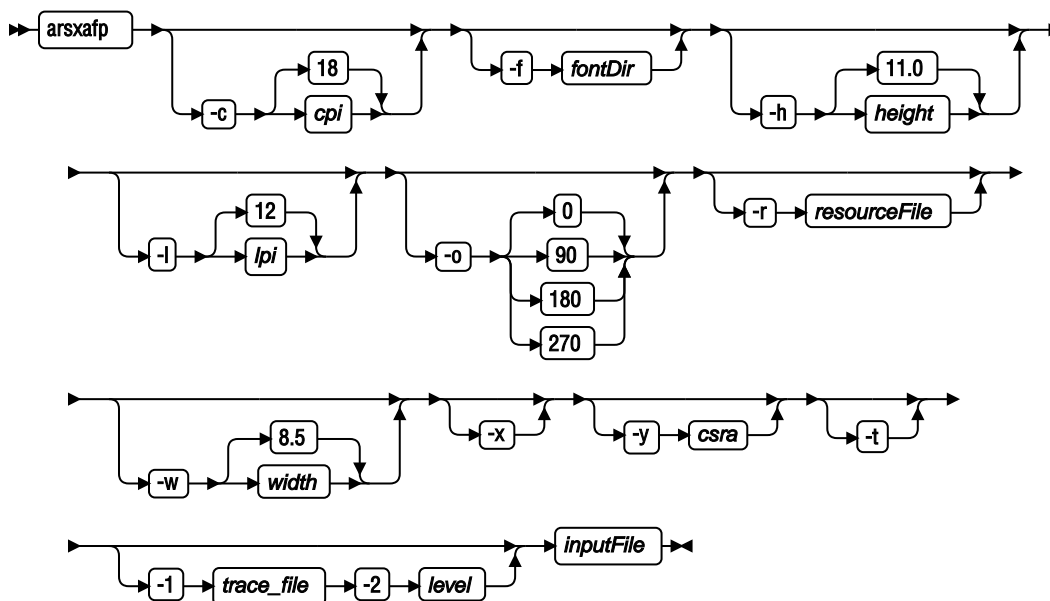 18 11.0
arsxafp -c cpi -f fontDir -h height
12 0
-l lpi -o 90 -r resourceFile
180
270
8.5
-w width -x -y csra -t
-1 trace_file -2 level inputFile